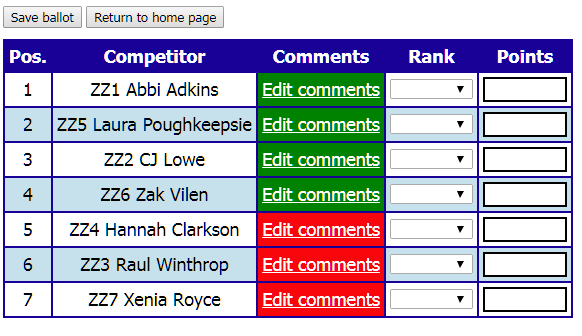 Save ballot Return to home page
Pos. Competitor Comments Rank Points
1 ZZ1 Abbi Adkins Edit comments
2 ZZ5 Laura Poughkeepsie Edit comments
3 ZZ2 CJ Lowe Edit comments
4 ZZ6 Zak Vilen Edit comments
5 ZZ4 Hannah Clarkson Edit comments
6 ZZ3 Raul Winthrop Edit comments
7 ZZ7 Xenia Royce Edit comments